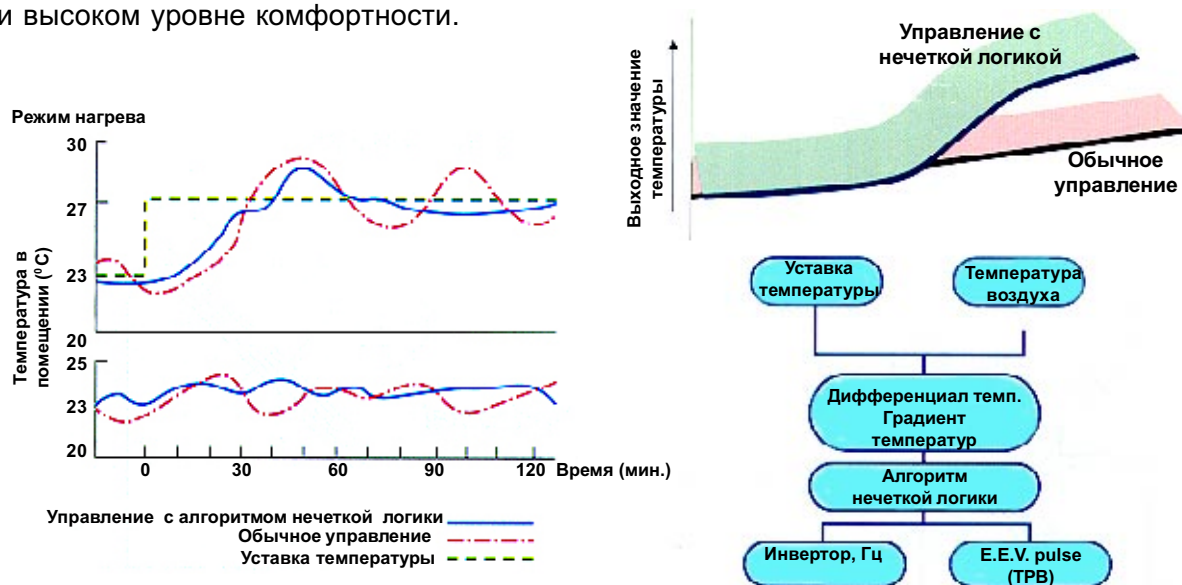 и высоком уровне комфортности.
Режим нагрева
Температура в
помещении (⁰С)
30
27
23
20
25
23
20
0 30 60 90 120 Время (мин.)
Управление с алгоритмом нечеткой логики
Обычное управление
Уставка температуры
Выходное значение
температуры
Управление с
нечеткой логикой
Обычное
управление
Уставка
температуры
Температура
воздуха
Дифференциал темп.
Градиент
температур
Алгоритм
нечеткой логики
Инвертор, Гц
E.E.V. pulse
(ТРВ)